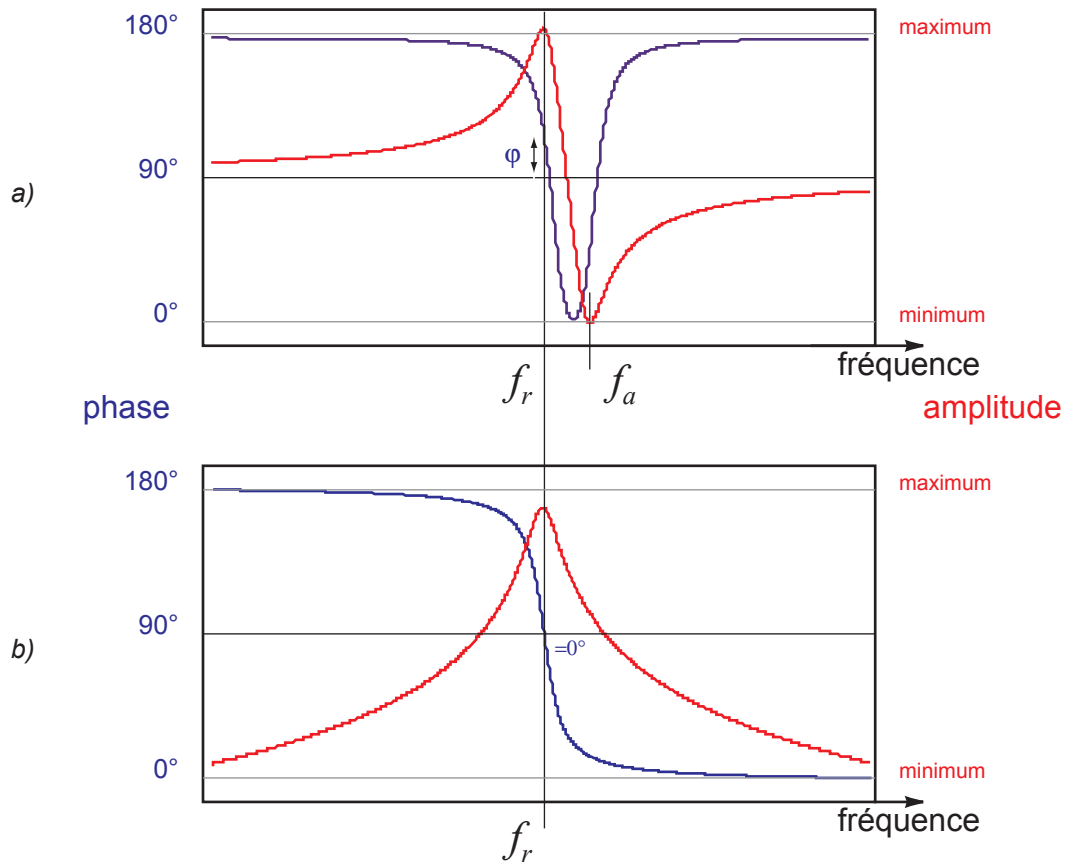 180°
maximum
φ
90°
a)
0°
minimum
fréquence
f_r
f_a
phase
amplitude
180°
maximum
90°
=0°
b)
0°
minimum
fréquence
f_r